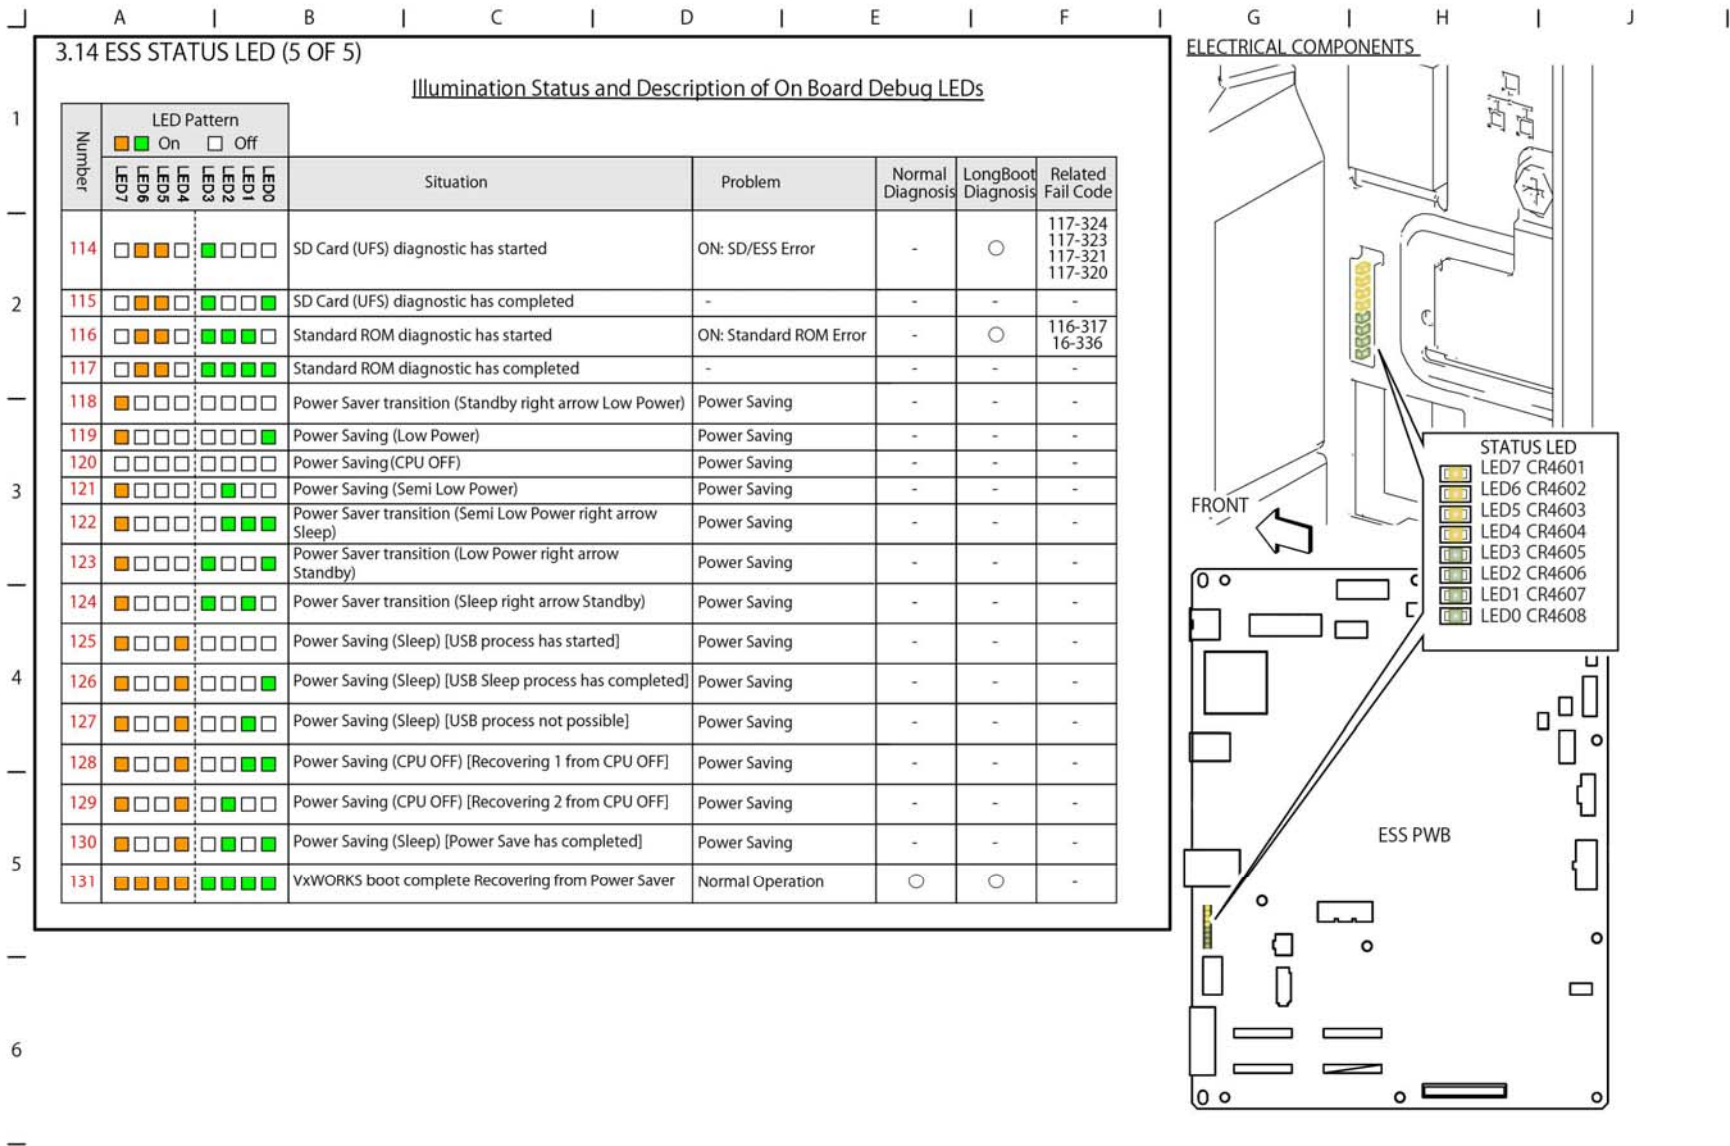 A B C D E F G H J
3.14 ESS STATUS LED (5 OF 5)
Illumination Status and Description of On Board Debug LEDs
Number
LED Pattern
On Off
LED7 LED6 LED5 LED4 LED3 LED2 LED1 LED0
Situation Problem Normal Diagnosis LongBoot Diagnosis Related Fail Code
114 SD Card (UFS) diagnostic has started ON: SD/ESS Error - ○ 117-324
117-323
117-321
117-320
115 SD Card (UFS) diagnostic has completed - - - -
116 Standard ROM diagnostic has started ON: Standard ROM Error - ○ 116-317
16-336
117 Standard ROM diagnostic has completed - - - -
118 Power Saver transition (Standby right arrow Low Power) Power Saving - - -
119 Power Saving (Low Power) Power Saving - - -
120 Power Saving(CPU OFF) Power Saving - - -
121 Power Saving (Semi Low Power) Power Saving - - -
122 Power Saver transition (Semi Low Power right arrow
Sleep) Power Saving - - -
123 Power Saver transition (Low Power right arrow
Standby) Power Saving - - -
124 Power Saver transition (Sleep right arrow Standby) Power Saving - - -
125 Power Saving (Sleep) [USB process has started] Power Saving - - -
126 Power Saving (Sleep) [USB Sleep process has completed] Power Saving - - -
127 Power Saving (Sleep) [USB process not possible] Power Saving - - -
128 Power Saving (CPU OFF) [Recovering 1 from CPU OFF] Power Saving - - -
129 Power Saving (CPU OFF) [Recovering 2 from CPU OFF] Power Saving - - -
130 Power Saving (Sleep) [Power Save has completed] Power Saving - - -
131 VxWORKS boot complete Recovering from Power Saver Normal Operation ○ ○ -
1
2
3
4
5
6
ELECTRICAL COMPONENTS
FRONT
STATUS LED
LED7 CR4601
LED6 CR4602
LED5 CR4603
LED4 CR4604
LED3 CR4605
LED2 CR4606
LED1 CR4607
LED0 CR4608
ESS PWB